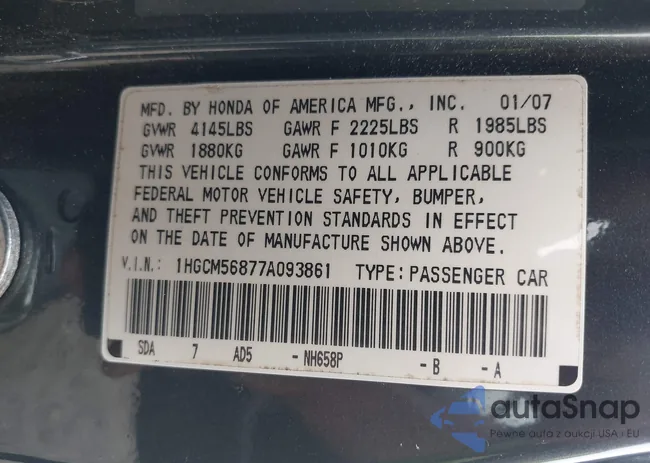 MFD. BY HONDA OF AMERICA MFG., INC. 01/07
GVWR 4145LBS GAWR F 2225LBS R 1985LBS
GVWR 1880KG GAWR F 1010KG R 900KG
THIS VEHICLE CONFORMS TO ALL APPLICABLE
FEDERAL MOTOR VEHICLE SAFETY, BUMPER,
AND THEFT PREVENTION STANDARDS IN EFFECT
ON THE DATE OF MANUFACTURE SHOWN ABOVE.
V.I.N.: 1HGCM56877A093861 TYPE: PASSENGER CAR
SDA 7 AD5 -NH658P -B -A
autaSnap
Pewne auta z aukcji USA i EU